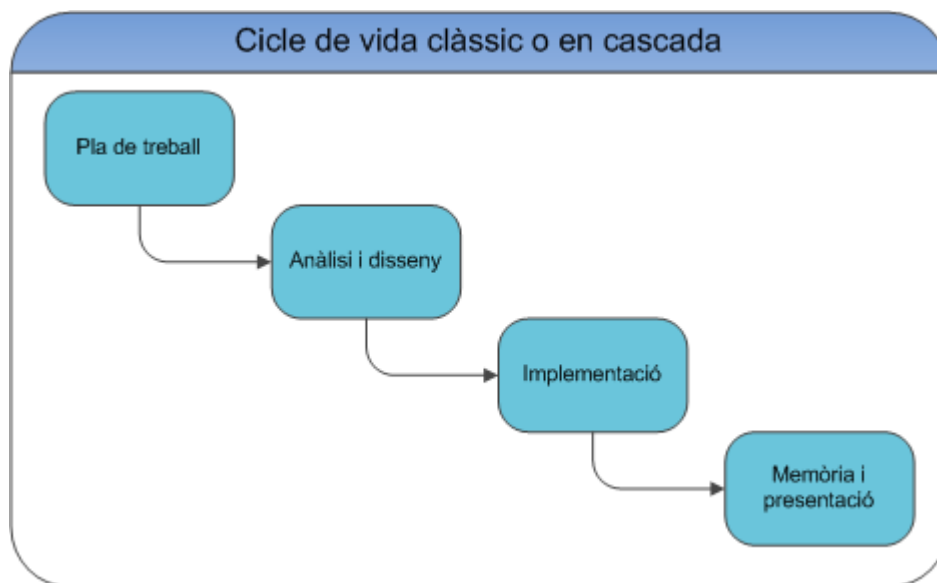 Cicle de vida clàssic o en cascada
Pla de treball
Anàlisi i disseny
Implementació
Memòria i
presentació